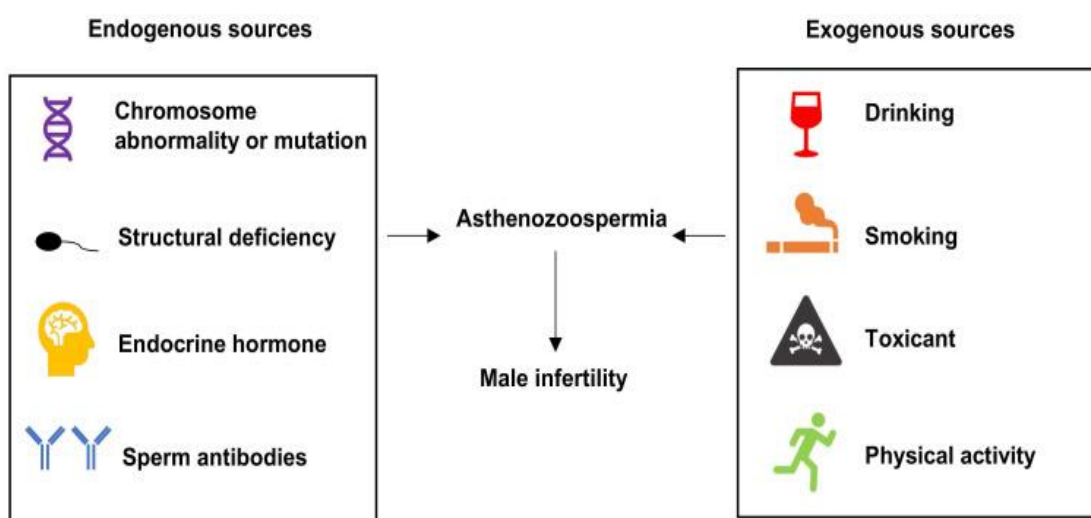 Endogenous sources
Chromosome
abnormality or mutation
Structural deficiency
Endocrine hormone
Sperm antibodies
Asthenozoospermia
Male infertility
Exogenous sources
Drinking
Smoking
Toxicant
Physical activity